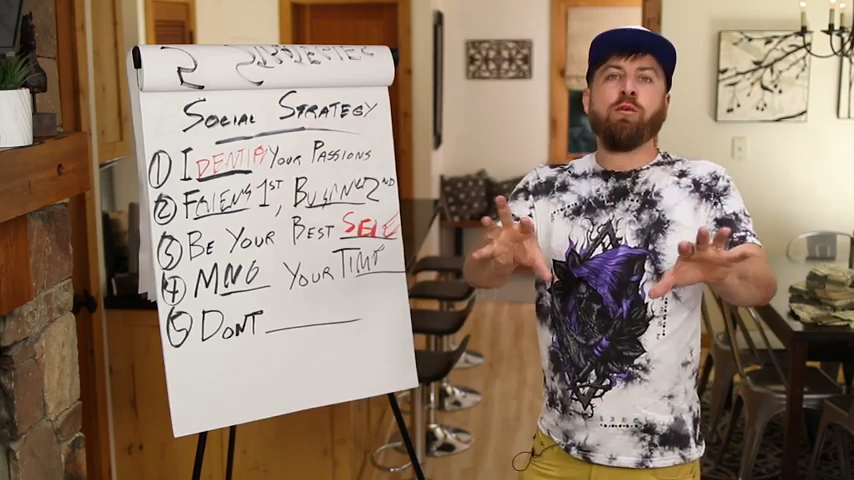 Social Strategy
① Identify Your Passions
② Friens 1st, Business 2nd
③ Be Your Best Self
④ MNG Your Time
⑤ Dont